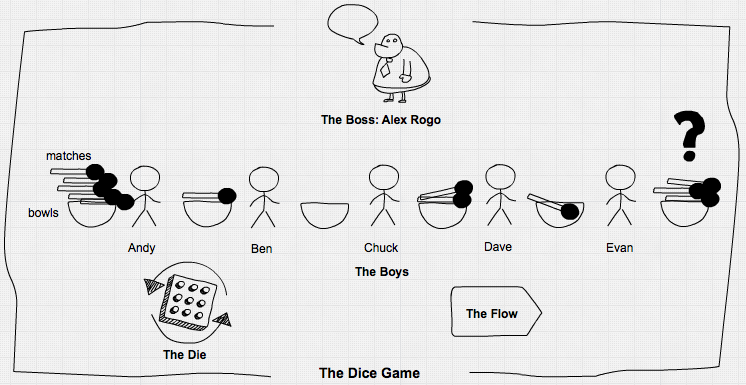 The Boss: Alex Rogo
?
matches
bowls
Andy
Ben
Chuck
Dave
Evan
The Boys
The Flow
The Die
The Dice Game